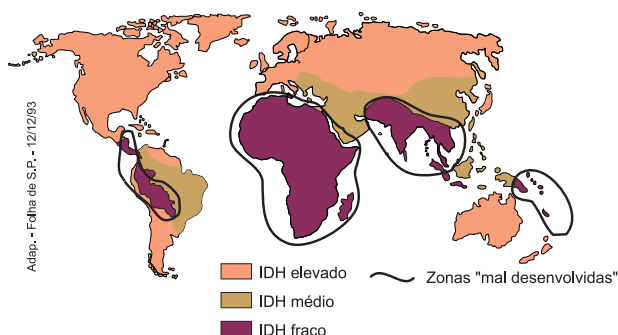 Adap. - Folha de S.P. - 12/12/93
IDH elevado
IDH médio
IDH fraco
Zonas "mal desenvolvidas"